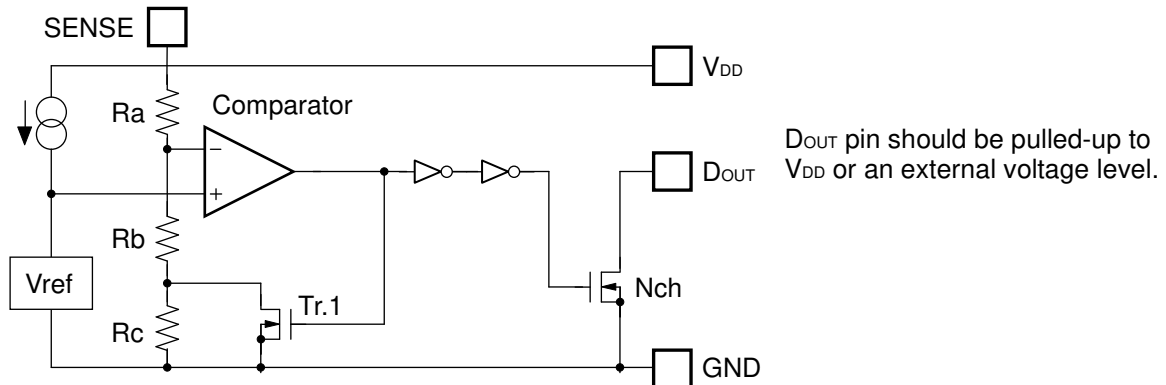 SENSE
VDD
Ra
Comparator
−
DOUT pin should be pulled-up to
VDD or an external voltage level.
DOUT
+
Rb
Vref
Nch
Tr.1
Rc
GND